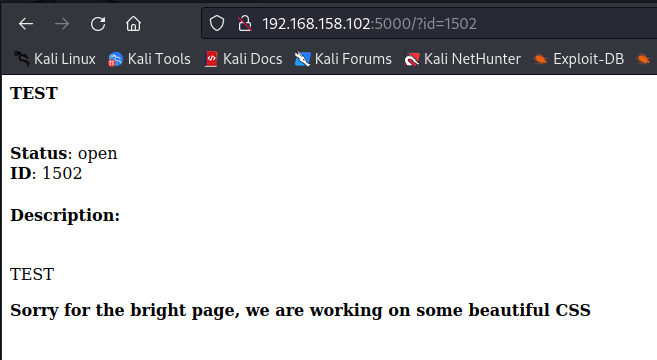 192.168.158.102:5000/?id=1502
Kali Linux Kali Tools Kali Docs Kali Forums Kali NetHunter Exploit-DB
TEST
Status: open
ID: 1502
Description:
TEST
Sorry for the bright page, we are working on some beautiful CSS